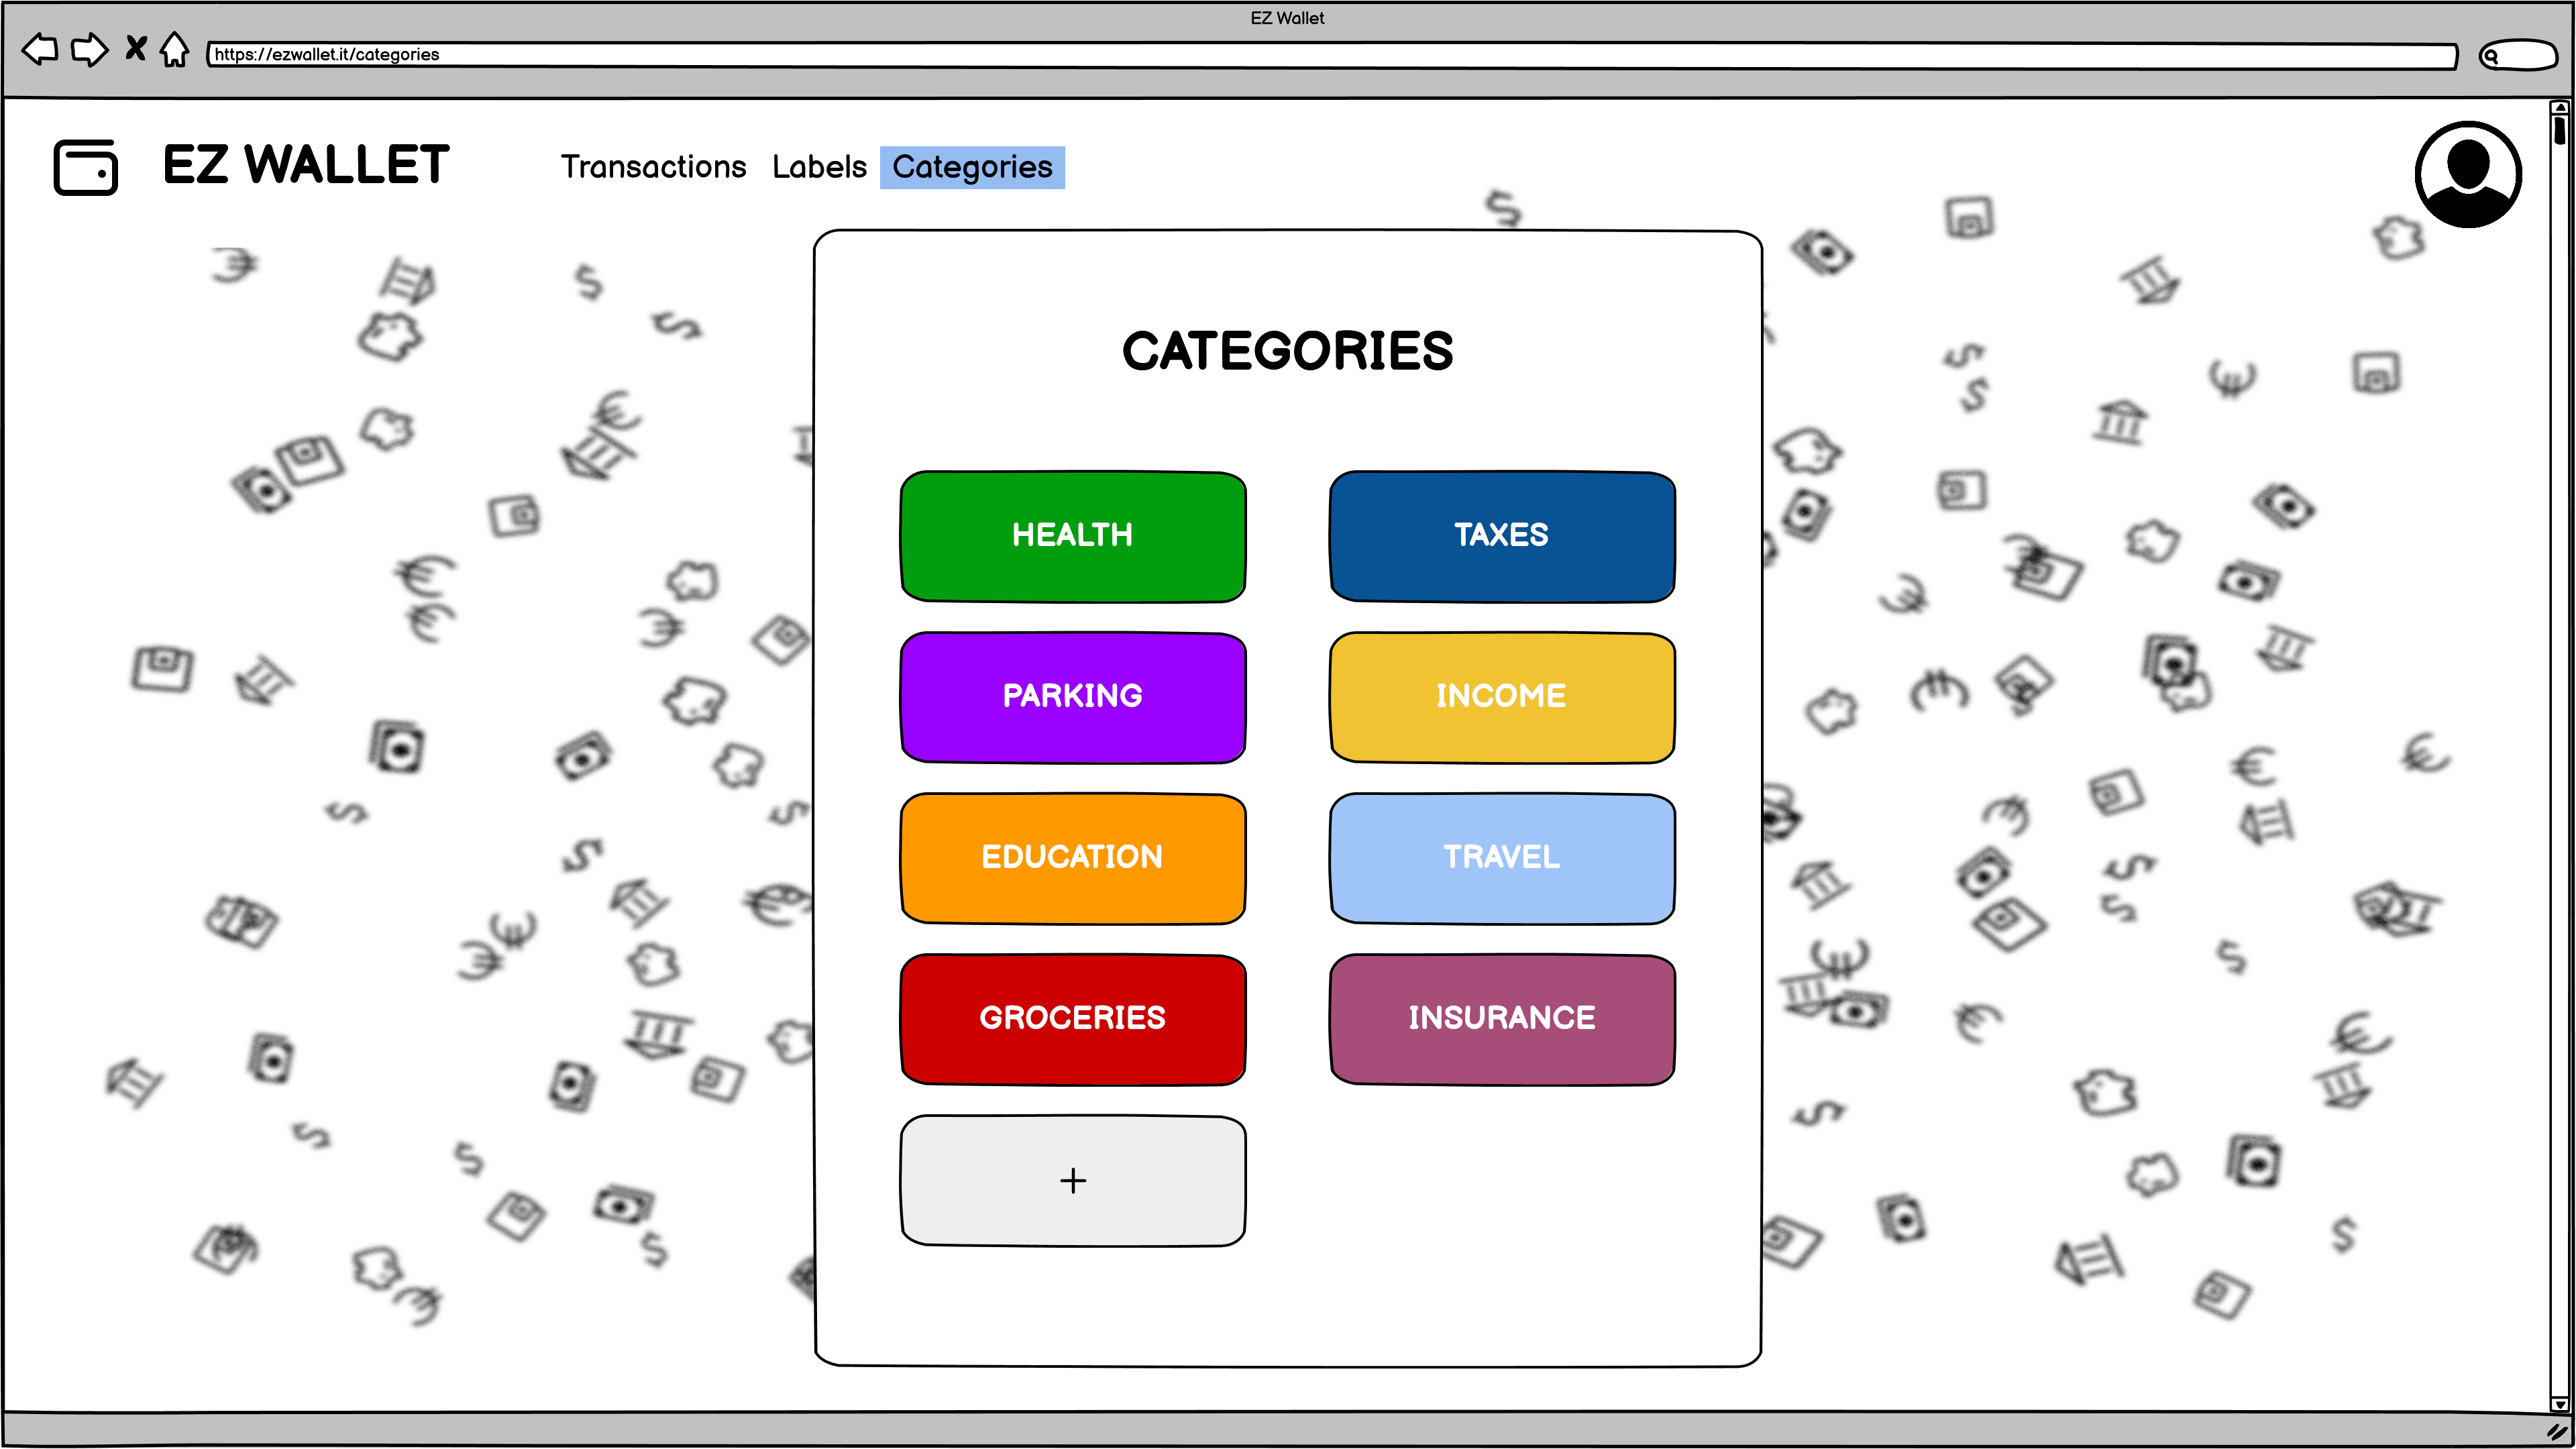 EZ Wallet
https://ezwallet.it/categories
EZ WALLET
Transactions Labels Categories
CATEGORIES
HEALTH
TAXES
PARKING
INCOME
EDUCATION
TRAVEL
GROCERIES
INSURANCE
+